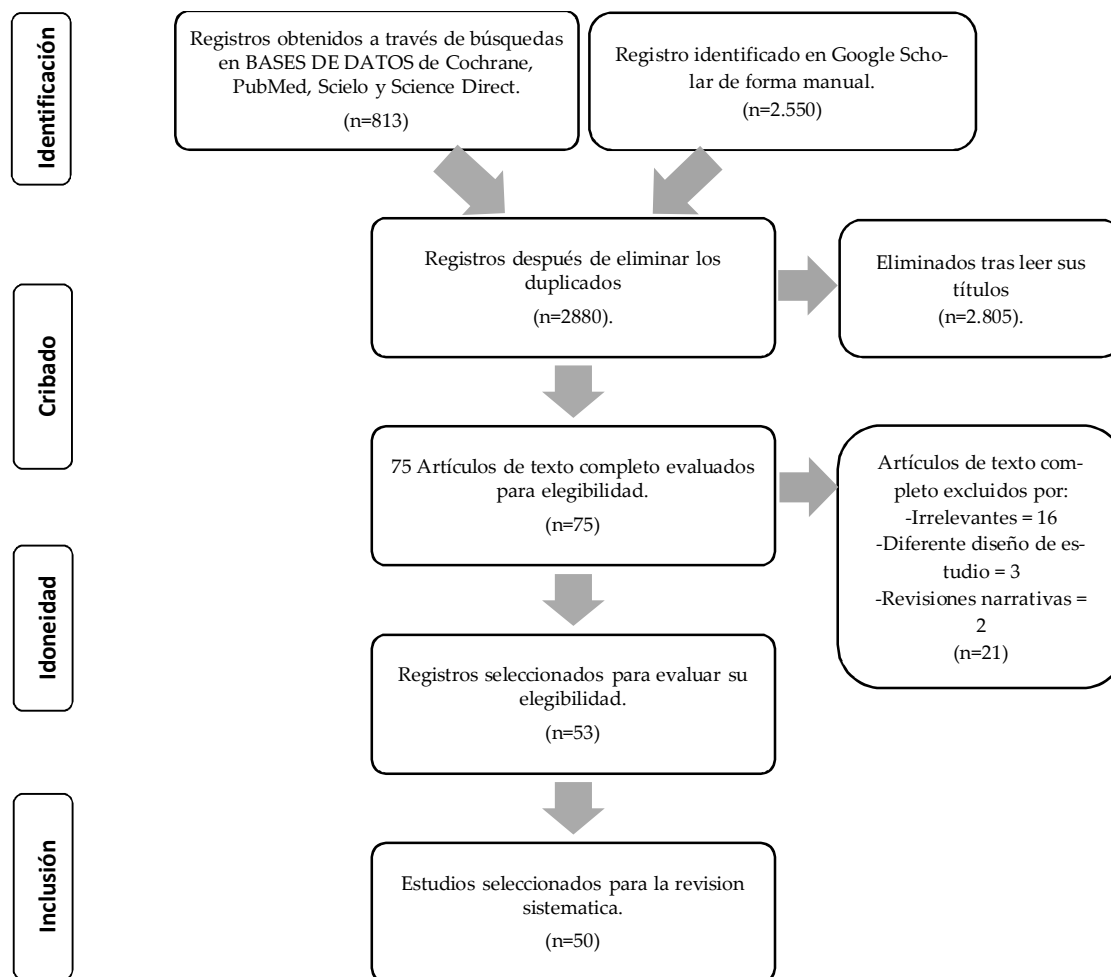 Identificación
Registros obtenidos a través de búsquedas
en BASES DE DATOS de Cochrane,
PubMed, Scielo y Science Direct.
(n=813)
Registro identificado en Google Scho-
lar de forma manual.
(n=2.550)
Registros después de eliminar los
duplicados
(n=2880).
Eliminados tras leer sus
títulos
(n=2.805).
Cribado
75 Artículos de texto completo evaluados
para elegibilidad.
(n=75)
Artículos de texto com-
pleto excluidos por:
-Irrelevantes = 16
-Diferente diseño de es-
tudio = 3
-Revisiones narrativas =
2
(n=21)
Idoneidad
Registros seleccionados para evaluar su
elegibilidad.
(n=53)
Inclusión
Estudios seleccionados para la revision
sistematica.
(n=50)